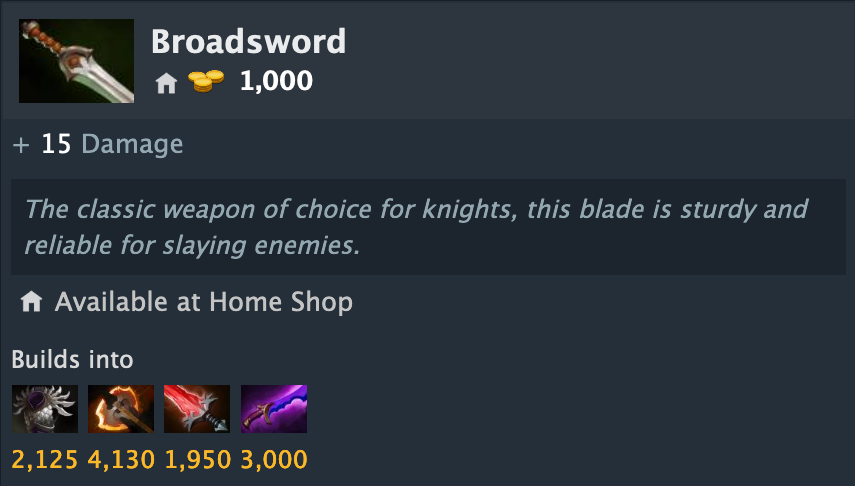 Broadsword
1,000
+ 15 Damage
The classic weapon of choice for knights, this blade is sturdy and
reliable for slaying enemies.
Available at Home Shop
Builds into
2,125 4,130 1,950 3,000